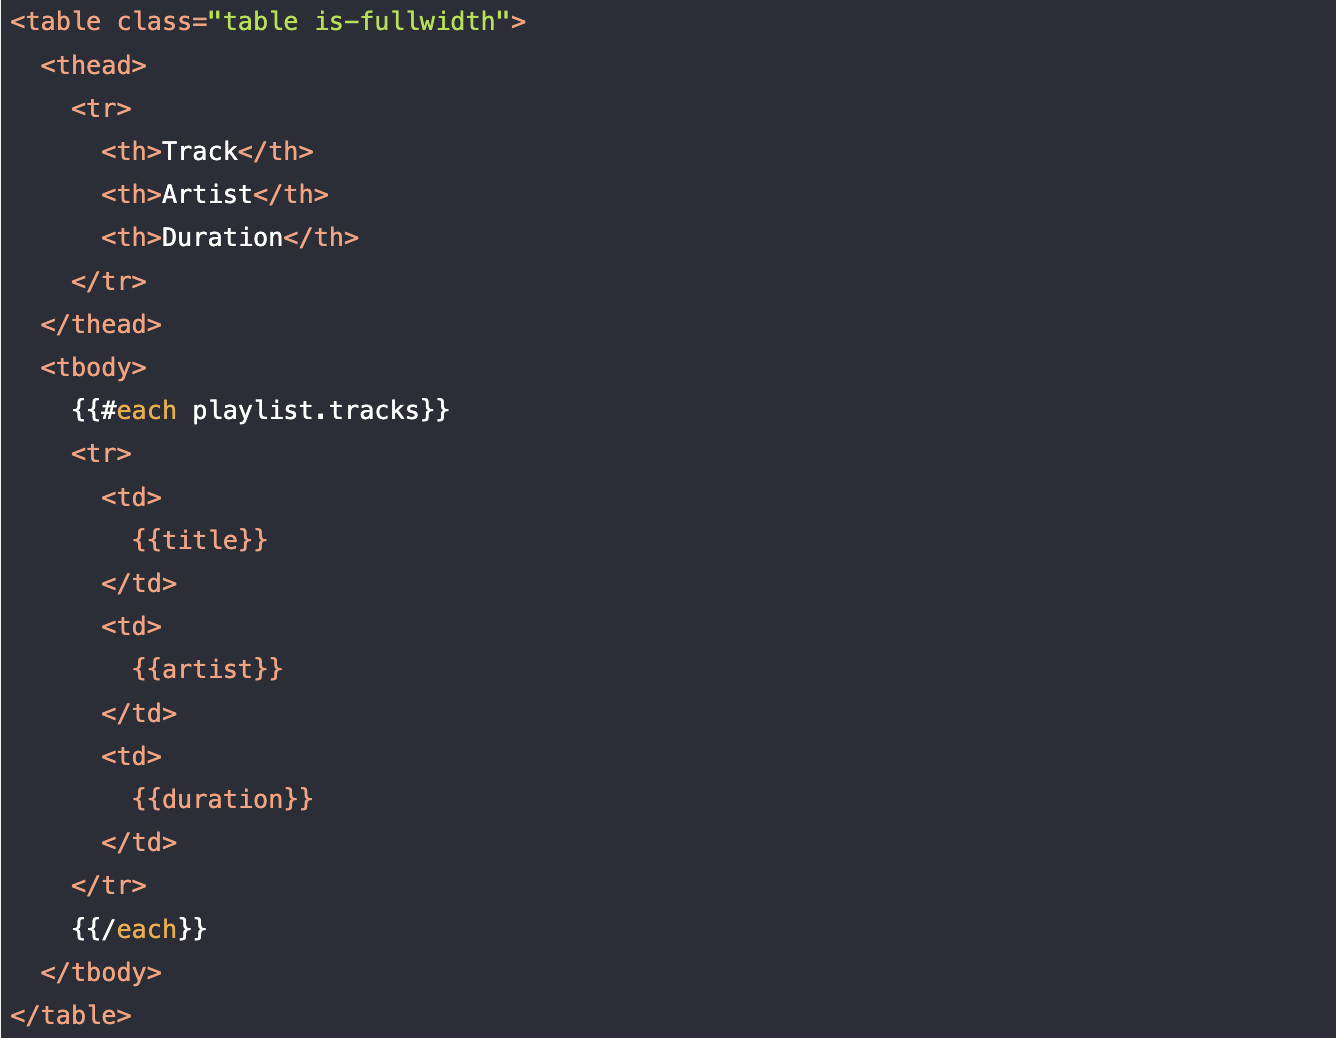 <table class="table is-fullwidth">
  <thead>
    <tr>
      <th>Track</th>
      <th>Artist</th>
      <th>Duration</th>
    </tr>
  </thead>
  <tbody>
    {{#each playlist.tracks}}
    <tr>
      <td>
        {{title}}
      </td>
      <td>
        {{artist}}
      </td>
      <td>
        {{duration}}
      </td>
    </tr>
    {{/each}}
  </tbody>
</table>